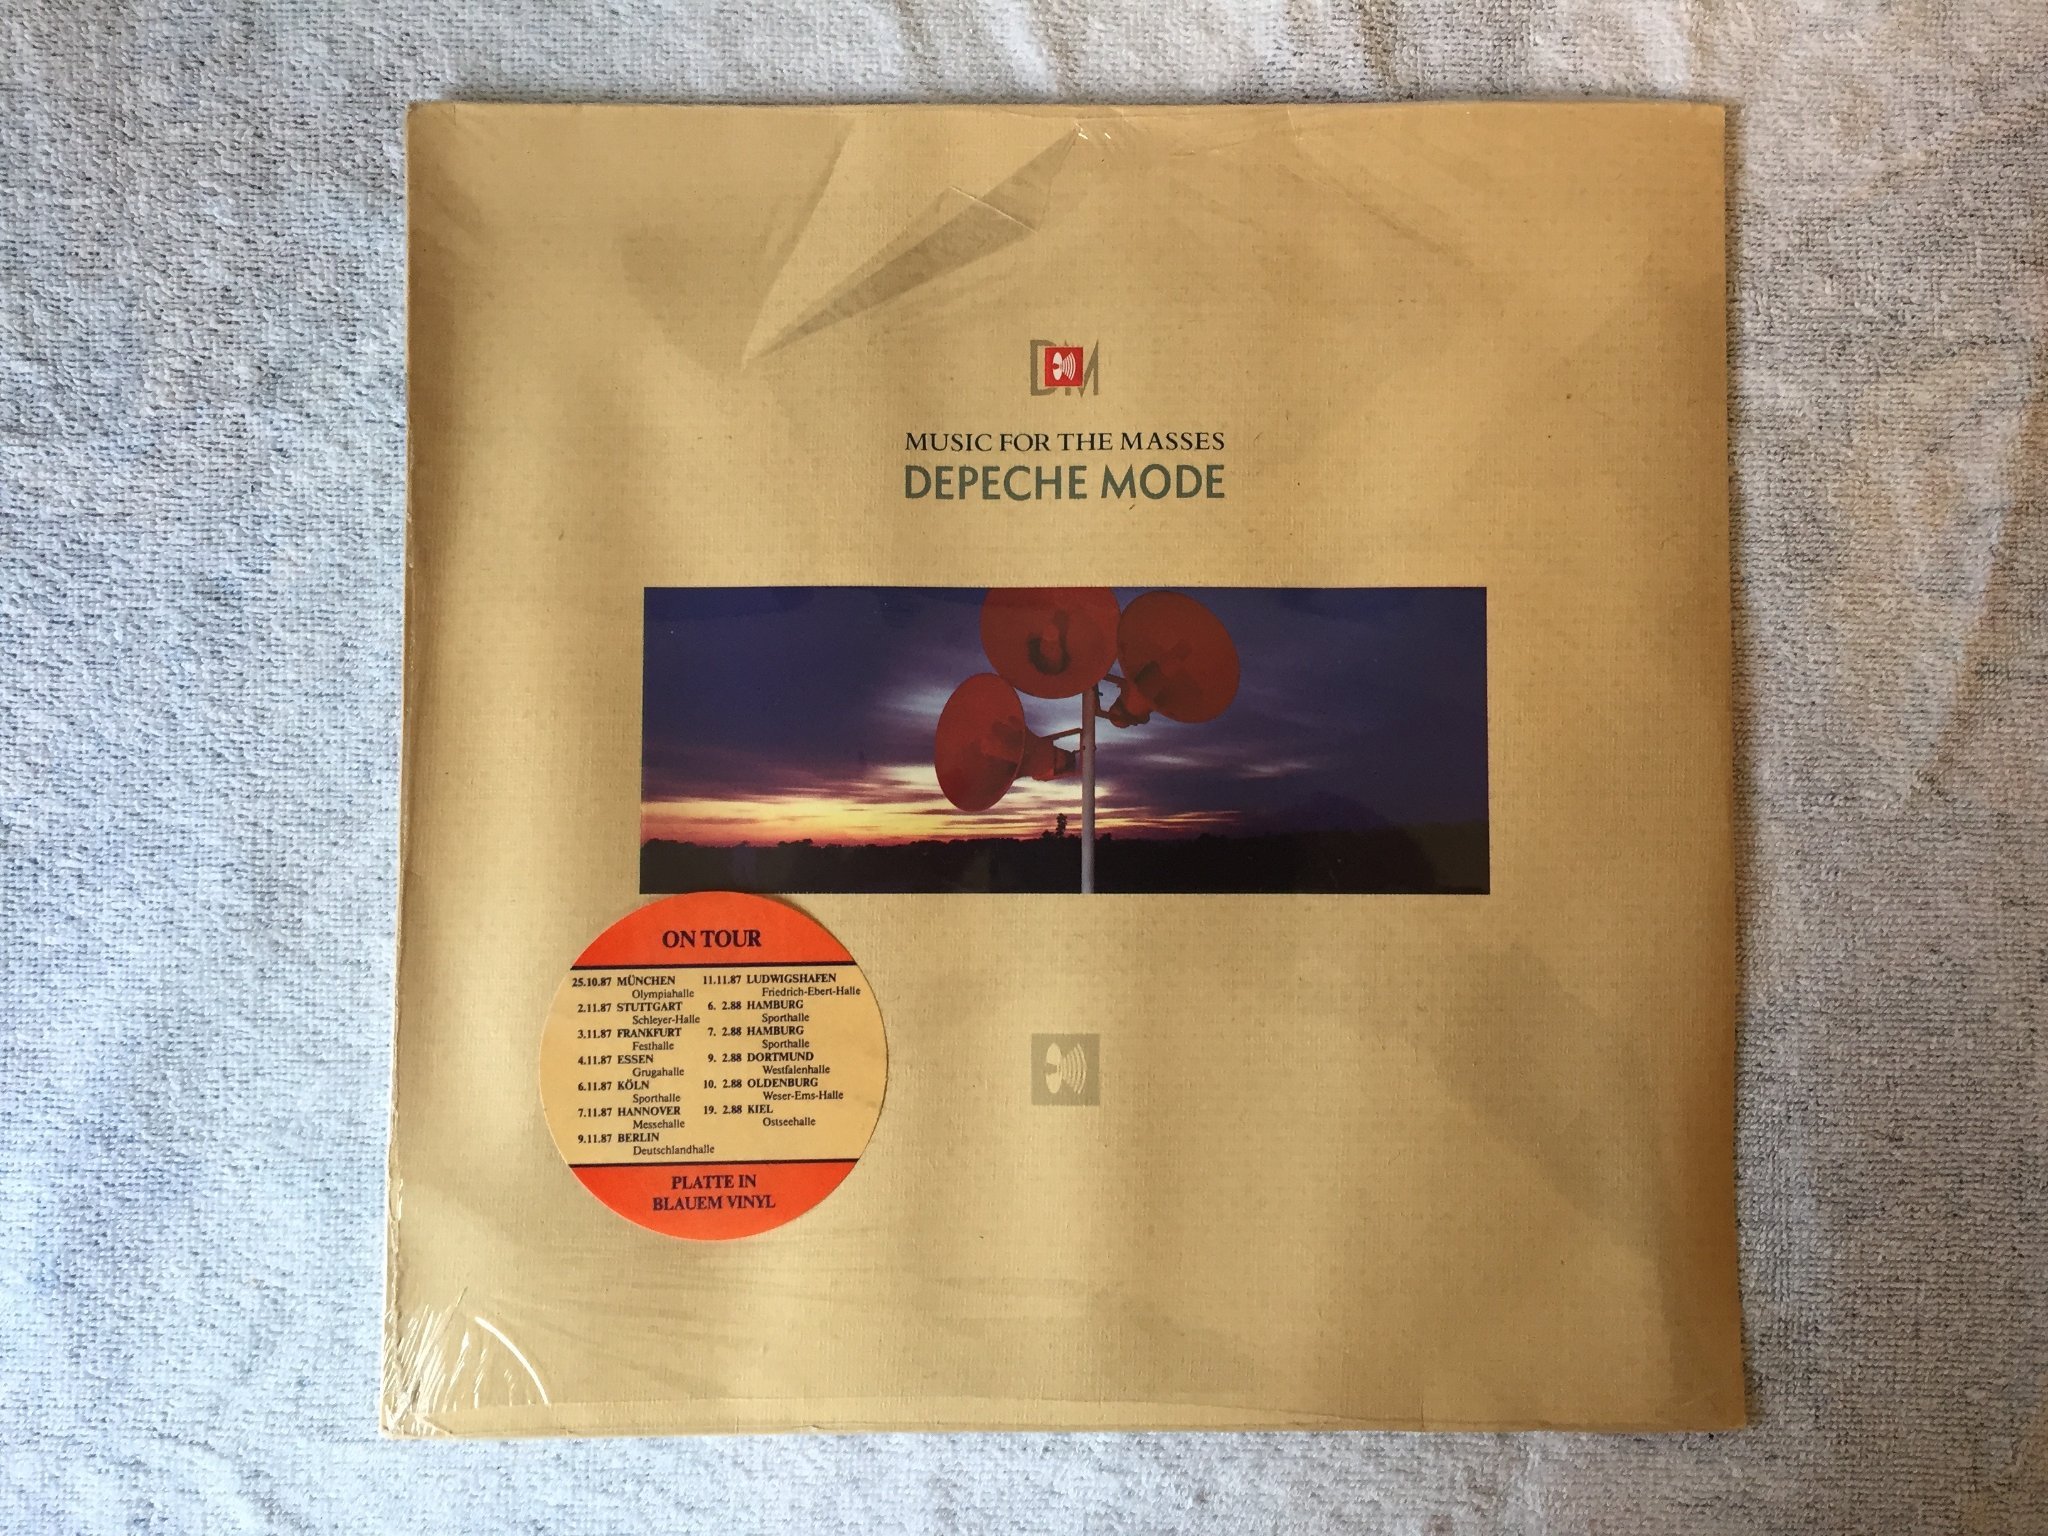 DM
MUSIC FOR THE MASSES
DEPECHE MODE
ON TOUR
25.10.87 MÜNCHEN
Olympiahalle
2.11.87 STUTTGART
Schleyer-Halle
3.11.87 FRANKFURT
Festhalle
4.11.87 ESSEN
Grugahalle
6.11.87 KÖLN
Sporthalle
7.11.87 HANNOVER
Messehalle
9.11.87 BERLIN
Deutschlandhalle
11.11.87 LUDWIGSHAFEN
Friedrich-Ebert-Halle
6. 2.88 HAMBURG
Sporthalle
7. 2.88 HAMBURG
Sporthalle
9. 2.88 DORTMUND
Westfalenhalle
10. 2.88 OLDENBURG
Weser-Ems-Halle
19. 2.88 KIEL
Ostseehalle
PLATTE IN
BLAUEM VINYL